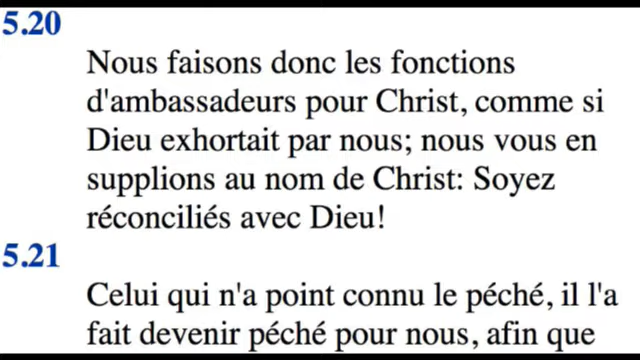 5.20
Nous faisons donc les fonctions
d'ambassadeurs pour Christ, comme si
Dieu exhortait par nous; nous vous en
supplions au nom de Christ: Soyez
réconciliés avec Dieu!
5.21
Celui qui n'a point connu le péché, il l'a
fait devenir péché pour nous, afin que